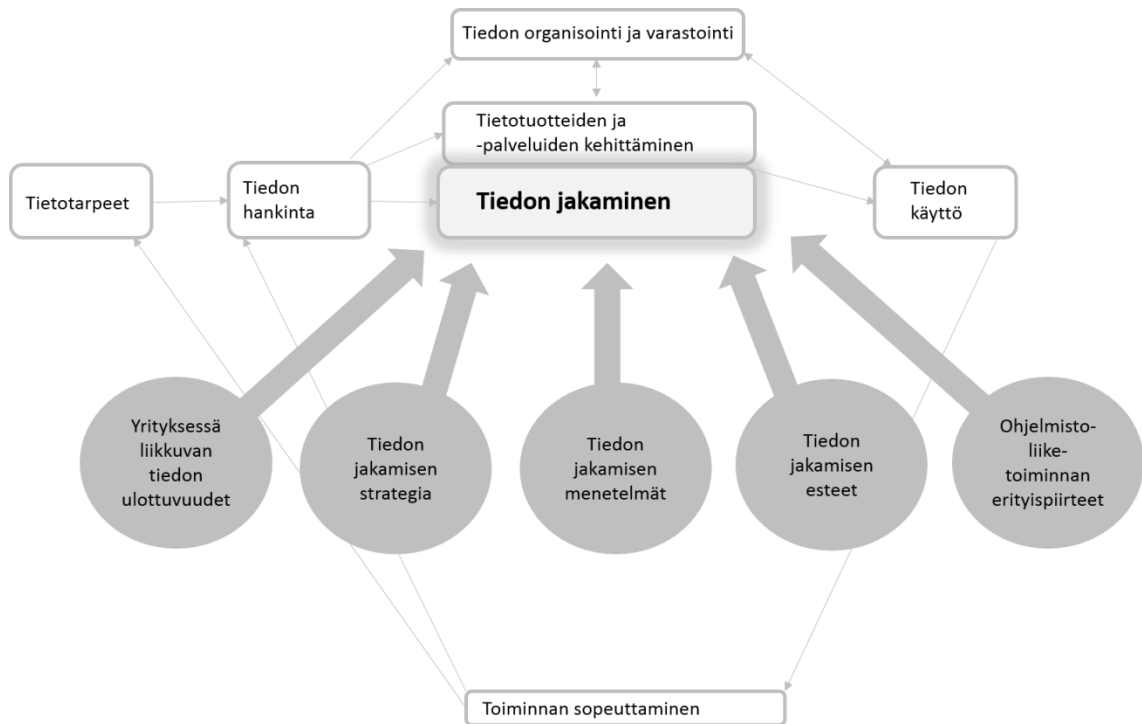 Tiedon organisointi ja varastointi
Tietotuotteiden ja
-palveluiden kehittäminen
Tietotarpeet
Tiedon
hankinta
Tiedon jakaminen
Tiedon
käyttö
Yrityksessä
liikkuvan
tiedon
ulottuvuudet
Tiedon
jakamisen
strategia
Tiedon
jakamisen
menetelmät
Tiedon
jakamisen
esteet
Ohjelmisto-
liike-
toiminnan
erityispiirteet
Toiminnan sopeuttaminen